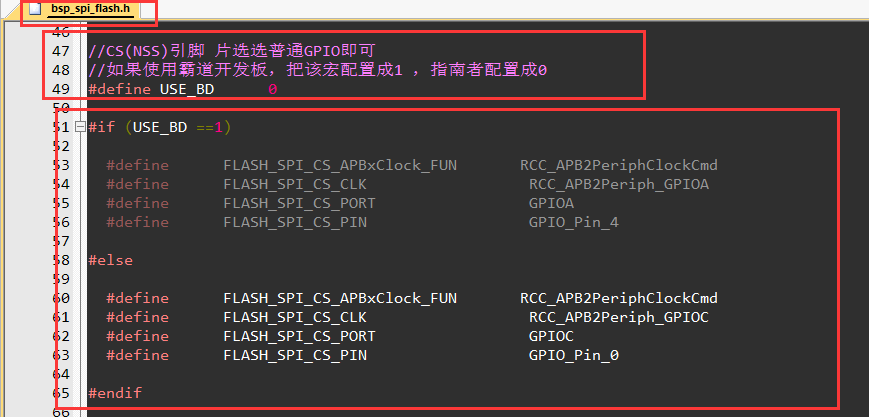 bsp_spi_flash.h
46
47 //CS(NSS)引脚 片选选普通GPIO即可
48 //如果使用霸道开发板，把该宏配置成1 ，指南者配置成0
49 #define USE_BD 0
50
51 #if (USE_BD ==1)
52
53 #define FLASH_SPI_CS_APBxClock_FUN RCC_APB2PeriphClockCmd
54 #define FLASH_SPI_CS_CLK RCC_APB2Periph_GPIOA
55 #define FLASH_SPI_CS_PORT GPIOA
56 #define FLASH_SPI_CS_PIN GPIO_Pin_4
57
58 #else
59
60 #define FLASH_SPI_CS_APBxClock_FUN RCC_APB2PeriphClockCmd
61 #define FLASH_SPI_CS_CLK RCC_APB2Periph_GPIOC
62 #define FLASH_SPI_CS_PORT GPIOC
63 #define FLASH_SPI_CS_PIN GPIO_Pin_0
64
65 #endif
66